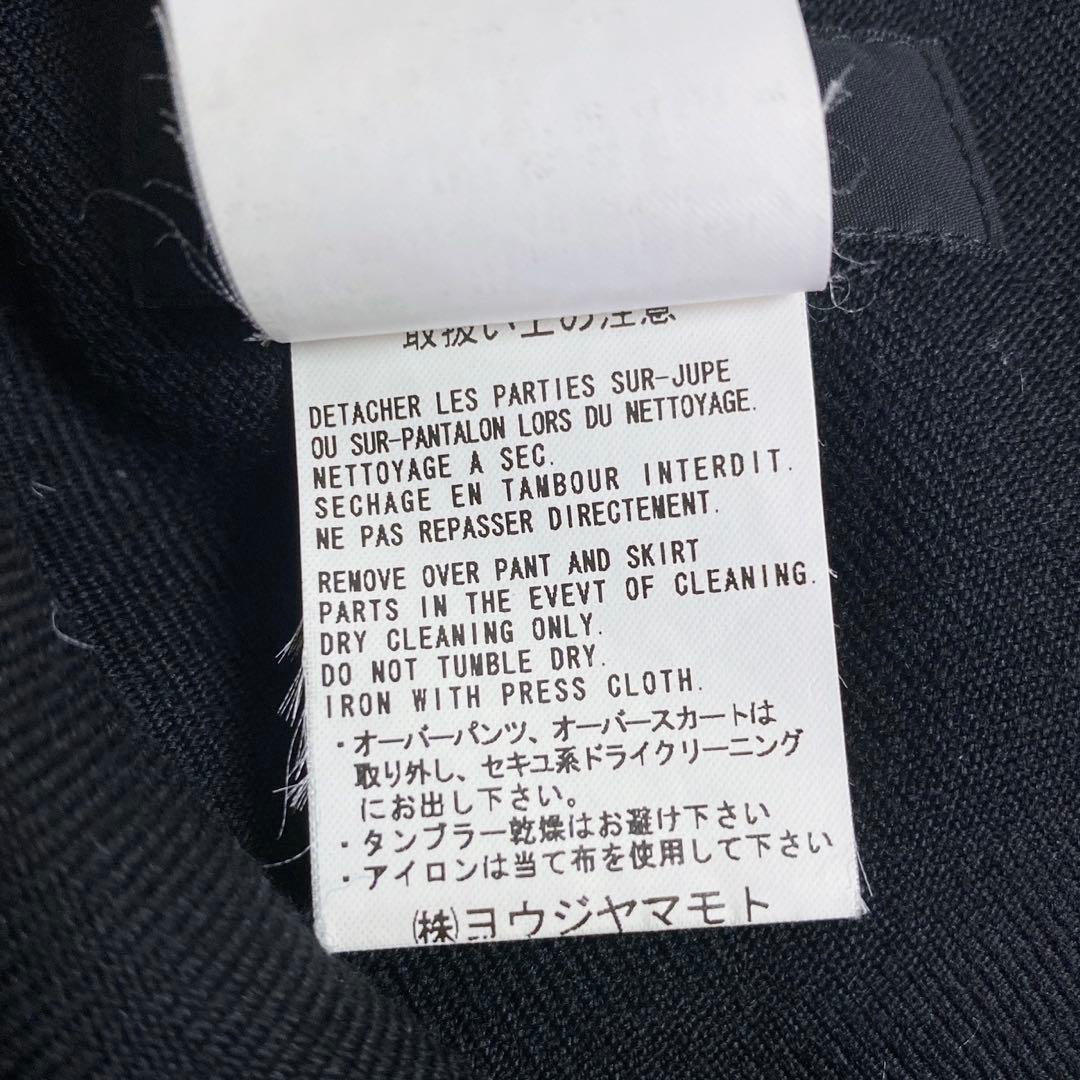 取扱い上の注意
DETACHER LES PARTIES SUR-JUPE
OU SUR-PANTALON LORS DU NETTOYAGE.
NETTOYAGE A SEC.
SECHAGE EN TAMBOUR INTERDIT.
NE PAS REPASSER DIRECTEMENT.
REMOVE OVER PANT AND SKIRT
PARTS IN THE EVEVT OF CLEANING.
DRY CLEANING ONLY.
DO NOT TUMBLE DRY.
IRON WITH PRESS CLOTH.
・オーバーパンツ、オーバースカートは
取り外し、セキユ系ドライクリーニング
にお出し下さい。
・タンブラー乾燥はお避け下さい
・アイロンは当て布を使用して下さい
(株)ヨウジヤマモト